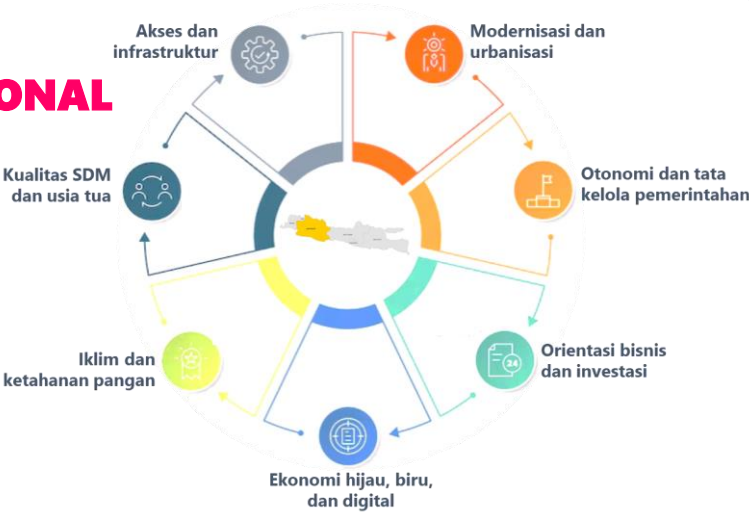 Akses dan
infrastruktur
Modernisasi dan
urbanisasi
ONAL
Kualitas SDM
dan usia tua
Otonomi dan tata
kelola pemerintahan
Iklim dan
ketahanan pangan
24
Orientasi bisnis
dan investasi
Ekonomi hijau, biru,
dan digital